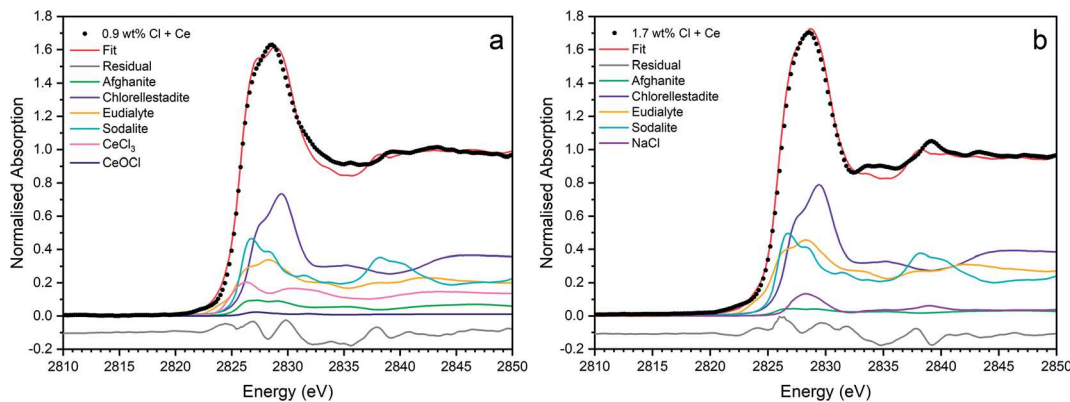 a
0.9 wt% Cl + Ce
Fit
Residual
Afghanite
Chlorellestadite
Eudialyte
Sodalite
CeCl₃
CeOCl
Normalised Absorption
1.8
1.6
1.4
1.2
1.0
0.8
0.6
0.4
0.2
0.0
-0.2
2810 2815 2820 2825 2830 2835 2840 2845 2850
Energy (eV)
b
1.7 wt% Cl + Ce
Fit
Residual
Afghanite
Chlorellestadite
Eudialyte
Sodalite
NaCl
Normalised Absorption
1.8
1.6
1.4
1.2
1.0
0.8
0.6
0.4
0.2
0.0
-0.2
2810 2815 2820 2825 2830 2835 2840 2845 2850
Energy (eV)